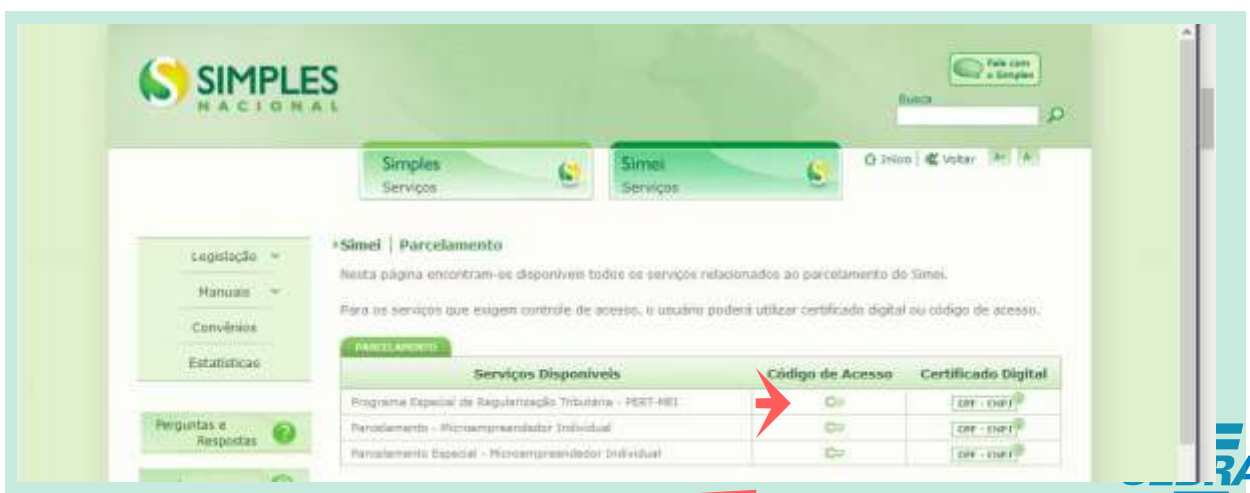 SIMPLES
NACIONAL
Fale com
o Simples
Busca
Simples
Serviços
Simei
Serviços
Início | Voltar A+ A-
Legislação
Manuais
Convênios
Estatísticas
Perguntas e
Respostas
Simei | Parcelamento
Nesta página encontram-se disponíveis todos os serviços relacionados ao parcelamento do Simei.
Para os serviços que exigem controle de acesso, o usuário poderá utilizar certificado digital ou código de acesso.
PARCELAMENTO
Serviços Disponíveis Código de Acesso Certificado Digital
Programa Especial de Regularização Tributária - PERT-MEI CPF - CNPJ
Parcelamento - Microempreendedor Individual CPF - CNPJ
Parcelamento Especial - Microempreendedor Individual CPF - CNPJ